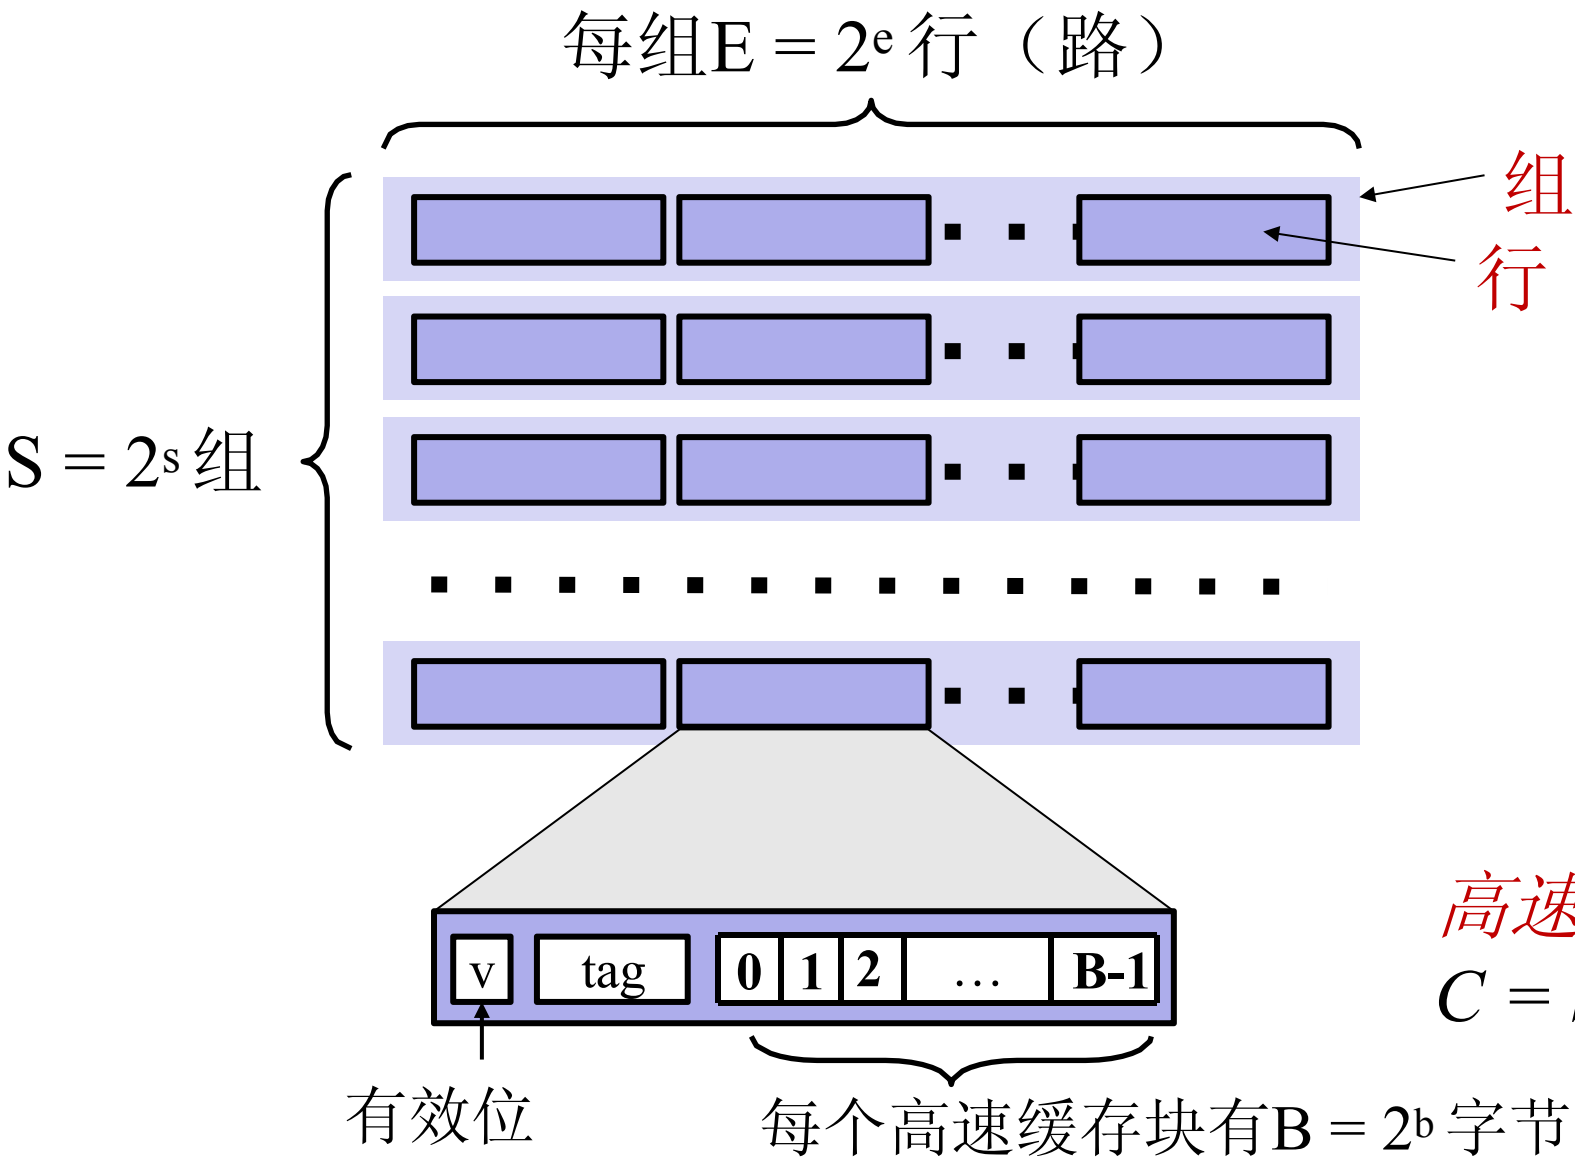 每组E = 2e 行（路）
组
行
S = 2s 组
v tag 0 1 2 … B-1
高速
C =
有效位
每个高速缓存块有B = 2b 字节